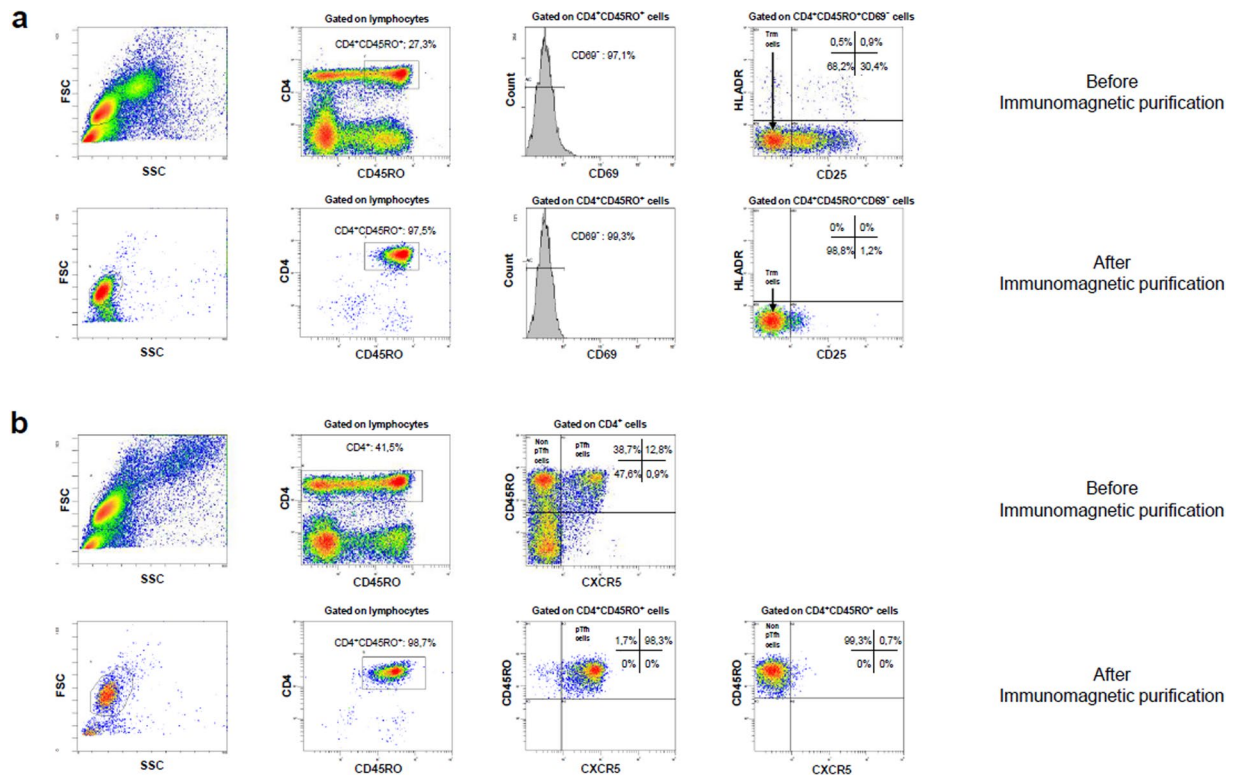 a
Gated on lymphocytes
Gated on CD4⁺CD45RO⁺ cells
Gated on CD4⁺CD45RO⁺CD69⁻ cells
FSC
SSC
CD4⁺CD45RO⁺: 27,3%
CD4
CD45RO
CD69⁻ : 97,1%
Count
CD69
Trm
cells
0,5% 0,9%
68,2% 30,4%
HLADR
CD25
Before
Immunomagnetic purification
Gated on lymphocytes
Gated on CD4⁺CD45RO⁺ cells
Gated on CD4⁺CD45RO⁺CD69⁻ cells
FSC
SSC
CD4⁺CD45RO⁺: 97,5%
CD4
CD45RO
CD69⁻ : 99,3%
Count
CD69
0% 0%
98,8% 1,2%
Trm
cells
HLADR
CD25
After
Immunomagnetic purification
b
Gated on lymphocytes
Gated on CD4⁺ cells
FSC
SSC
CD4⁺: 41,5%
CD4
CD45RO
Non
pTfh
cells
pTfh
cells
38,7% 12,8%
47,6% 0,9%
CD45RO
CXCR5
Before
Immunomagnetic purification
Gated on lymphocytes
Gated on CD4⁺CD45RO⁺ cells
Gated on CD4⁺CD45RO⁺ cells
FSC
SSC
CD4⁺CD45RO⁺: 98,7%
CD4
CD45RO
pTfh
cells
1,7% 98,3%
0% 0%
CD45RO
CXCR5
Non
pTfh
cells
99,3% 0,7%
0% 0%
CD45RO
CXCR5
After
Immunomagnetic purification